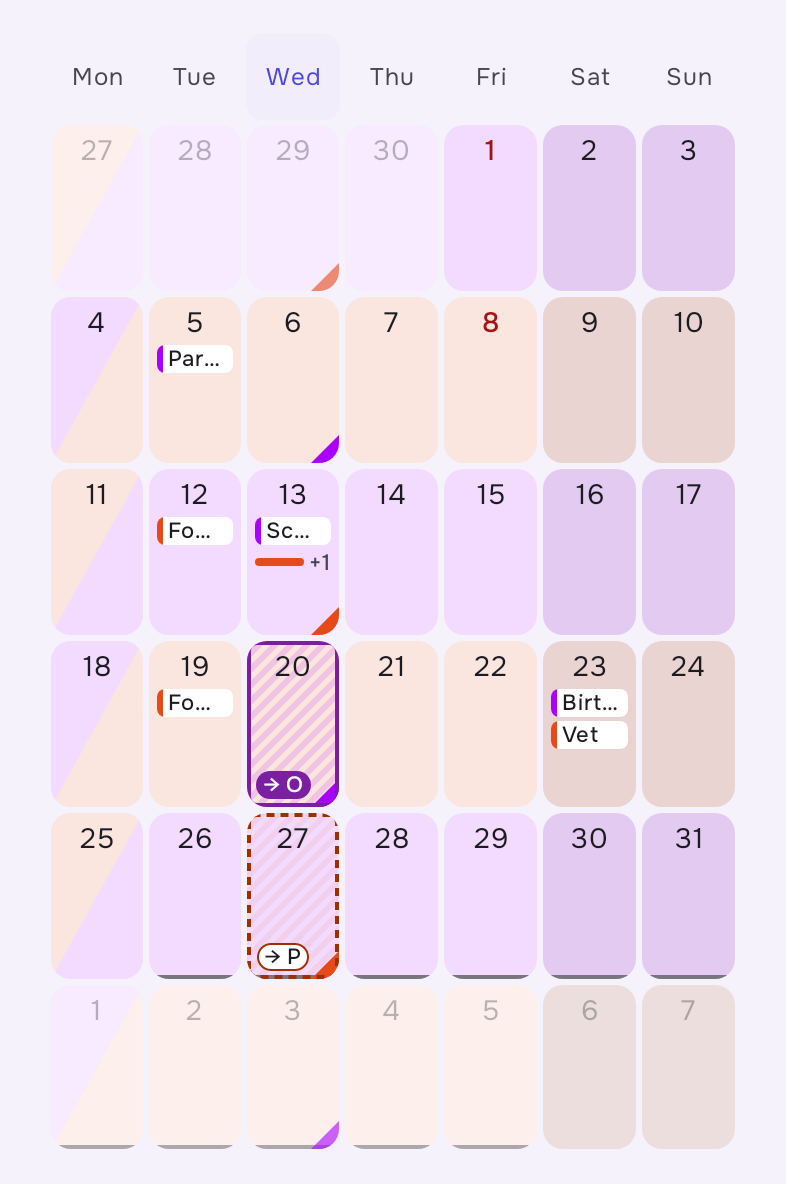 Mon Tue Wed Thu Fri Sat Sun
27 28 29 30 1 2 3
4 5 6 7 8 9 10
Par...
11 12 13 14 15 16 17
Fo... Sc...
+1
18 19 20 21 22 23 24
Fo... Birt...
Vet
→ O
25 26 27 28 29 30 31
→ P
1 2 3 4 5 6 7